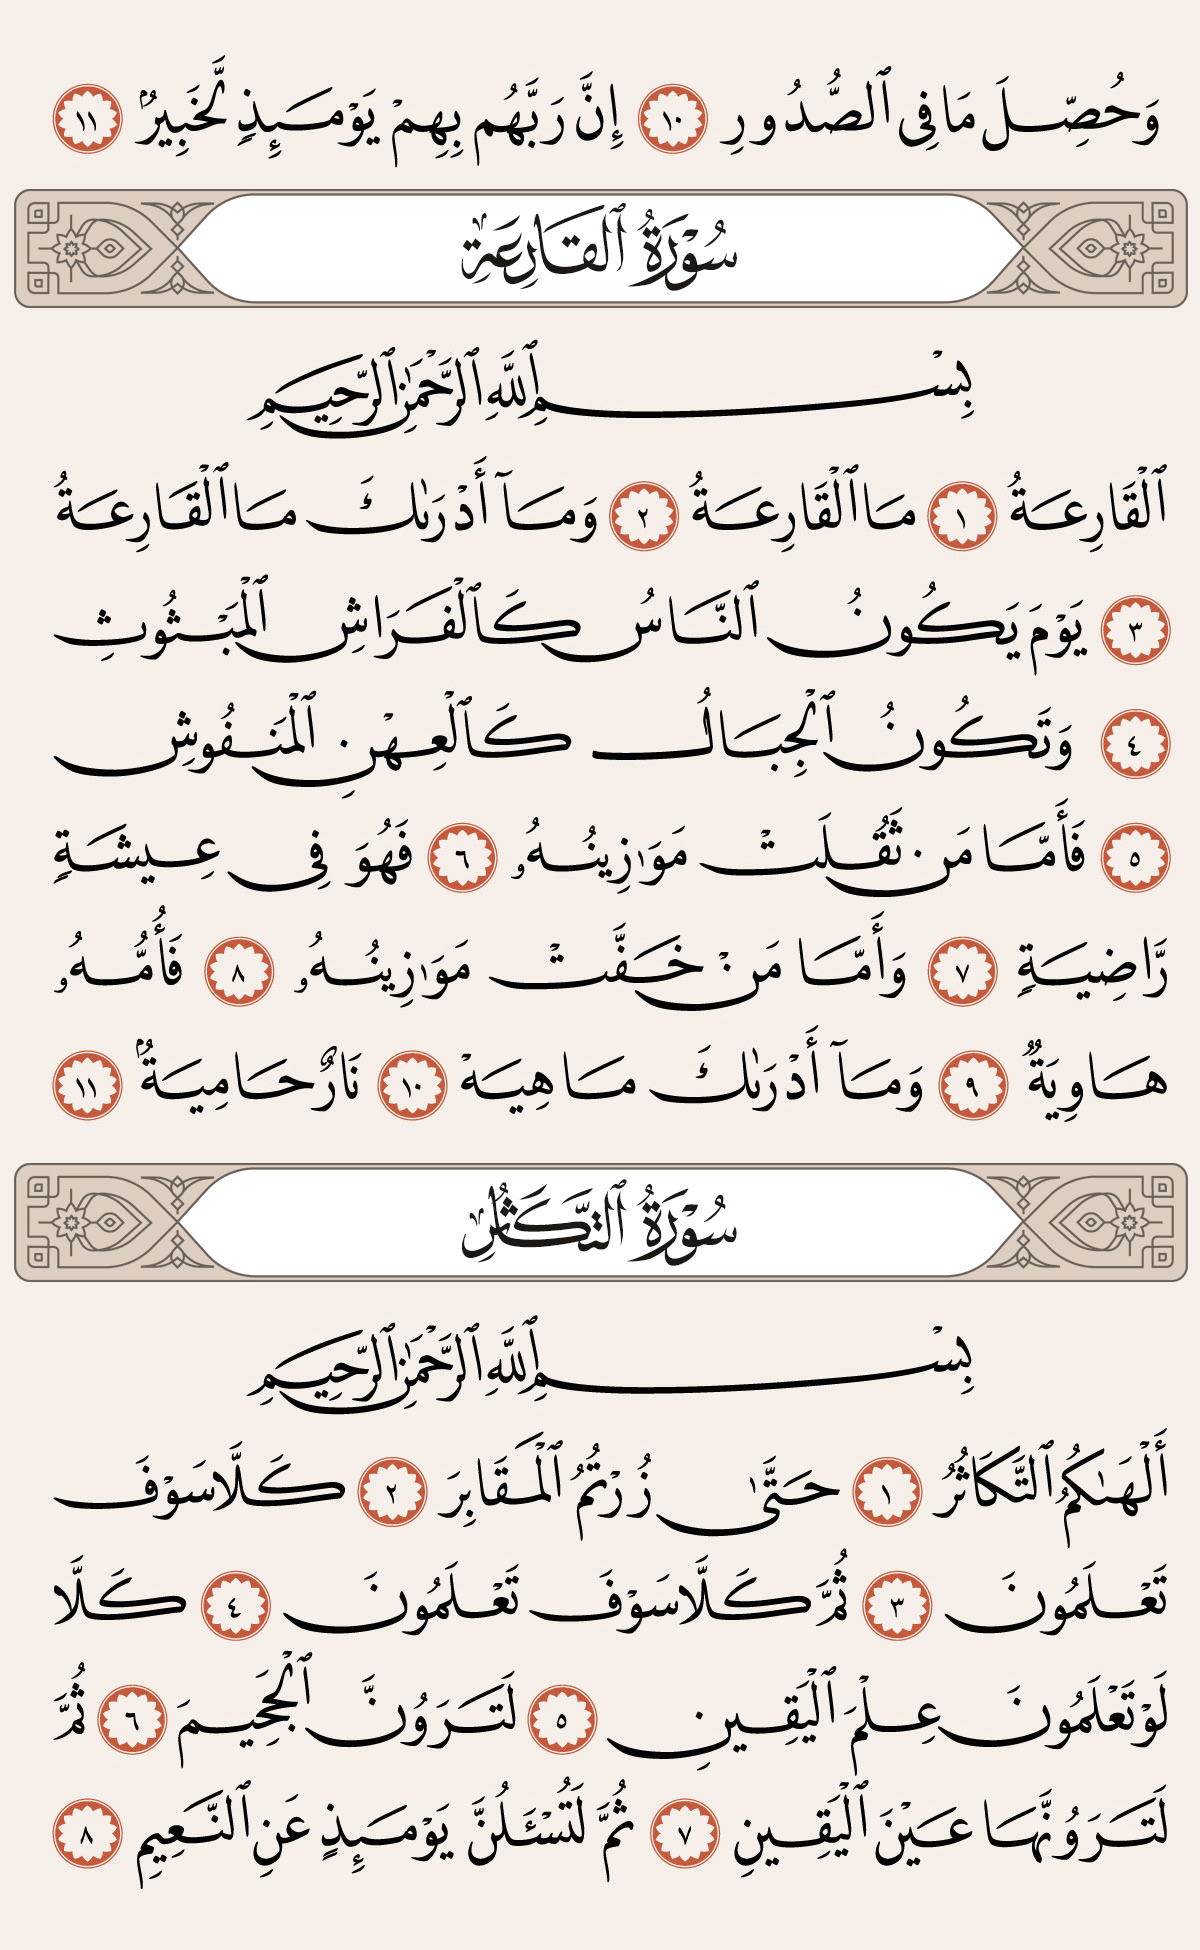 وَحُصِّلَ مَا فِى ٱلصُّدُورِ ١٠ إِنَّ رَبَّهُم بِهِمْ يَوْمَئِذٍ لَّخَبِيرٌۢ ١١
سُوْرَةُ ٱلْقَارِعَةِ
بِسْمِ ٱللَّهِ ٱلرَّحْمَٰنِ ٱلرَّحِيمِ
ٱلْقَارِعَةُ ١ مَا ٱلْقَارِعَةُ ٢ وَمَآ أَدْرَىٰكَ مَا ٱلْقَارِعَةُ
٣ يَوْمَ يَكُونُ ٱلنَّاسُ كَٱلْفَرَاشِ ٱلْمَبْثُوثِ
٤ وَتَكُونُ ٱلْجِبَالُ كَٱلْعِهْنِ ٱلْمَنفُوشِ
٥ فَأَمَّا مَن ثَقُلَتْ مَوَٰزِينُهُۥ ٦ فَهُوَ فِى عِيشَةٍ
رَّاضِيَةٍ ٧ وَأَمَّا مَنْ خَفَّتْ مَوَٰزِينُهُۥ ٨ فَأُمُّهُۥ
هَاوِيَةٌ ٩ وَمَآ أَدْرَىٰكَ مَا هِيَهْ ١٠ نَارٌ حَامِيَةٌۢ ١١
سُوْرَةُ ٱلتَّكَاثُرِ
بِسْمِ ٱللَّهِ ٱلرَّحْمَٰنِ ٱلرَّحِيمِ
أَلْهَىٰكُمُ ٱلتَّكَاثُرُ ١ حَتَّىٰ زُرْتُمُ ٱلْمَقَابِرَ ٢ كَلَّا سَوْفَ
تَعْلَمُونَ ٣ ثُمَّ كَلَّا سَوْفَ تَعْلَمُونَ ٤ كَلَّا
لَوْ تَعْلَمُونَ عِلْمَ ٱلْيَقِينِ ٥ لَتَرَوُنَّ ٱلْجَحِيمَ ٦ ثُمَّ
لَتَرَوُنَّهَا عَيْنَ ٱلْيَقِينِ ٧ ثُمَّ لَتُسْـَٔلُنَّ يَوْمَئِذٍ عَنِ ٱلنَّعِيمِ ٨